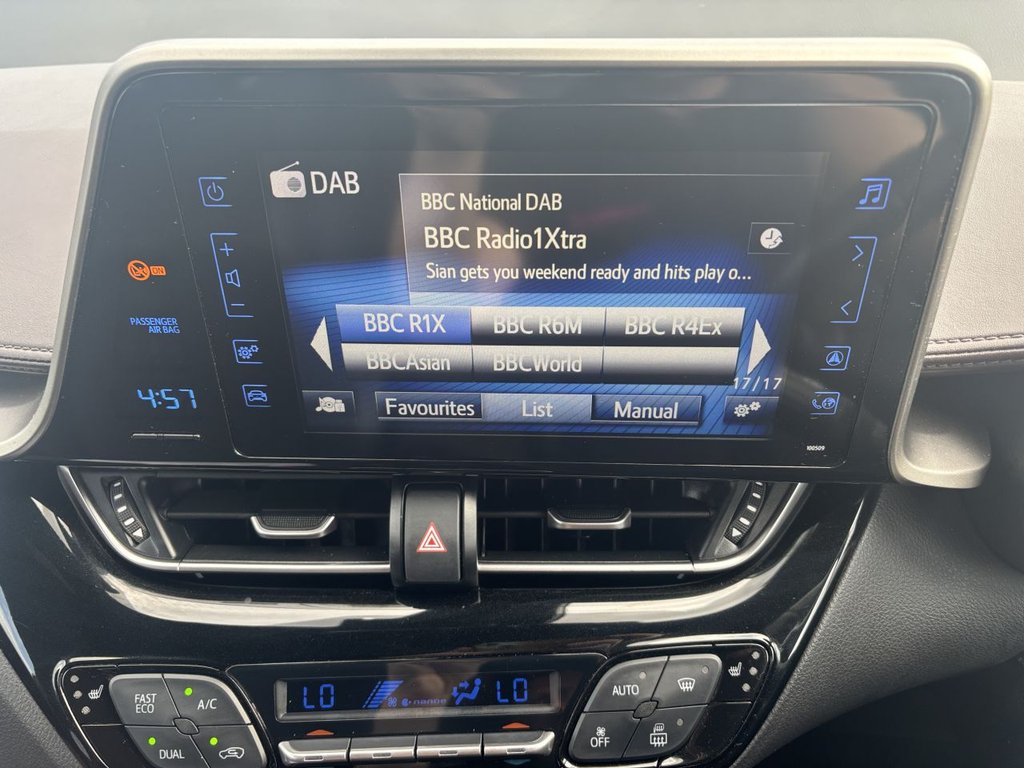 DAB
BBC National DAB
BBC Radio1Xtra
Sian gets you weekend ready and hits play o...
ON
PASSENGER
AIR BAG
BBC R1X BBC R6M BBC R4Ex
BBCAsian BBCWorld
17/17
4:57
Favourites List Manual
100509
LO LO
nanoe
FAST
ECO
A/C
DUAL
AUTO
OFF